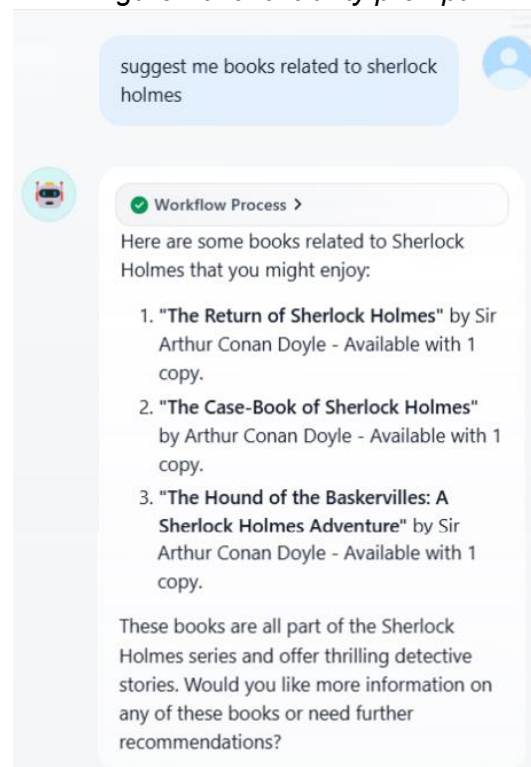 suggest me books related to sherlock
holmes
Workflow Process >
Here are some books related to Sherlock
Holmes that you might enjoy:
1. "The Return of Sherlock Holmes" by Sir
Arthur Conan Doyle - Available with 1
copy.
2. "The Case-Book of Sherlock Holmes"
by Arthur Conan Doyle - Available with 1
copy.
3. "The Hound of the Baskervilles: A
Sherlock Holmes Adventure" by Sir
Arthur Conan Doyle - Available with 1
copy.
These books are all part of the Sherlock
Holmes series and offer thrilling detective
stories. Would you like more information on
any of these books or need further
recommendations?